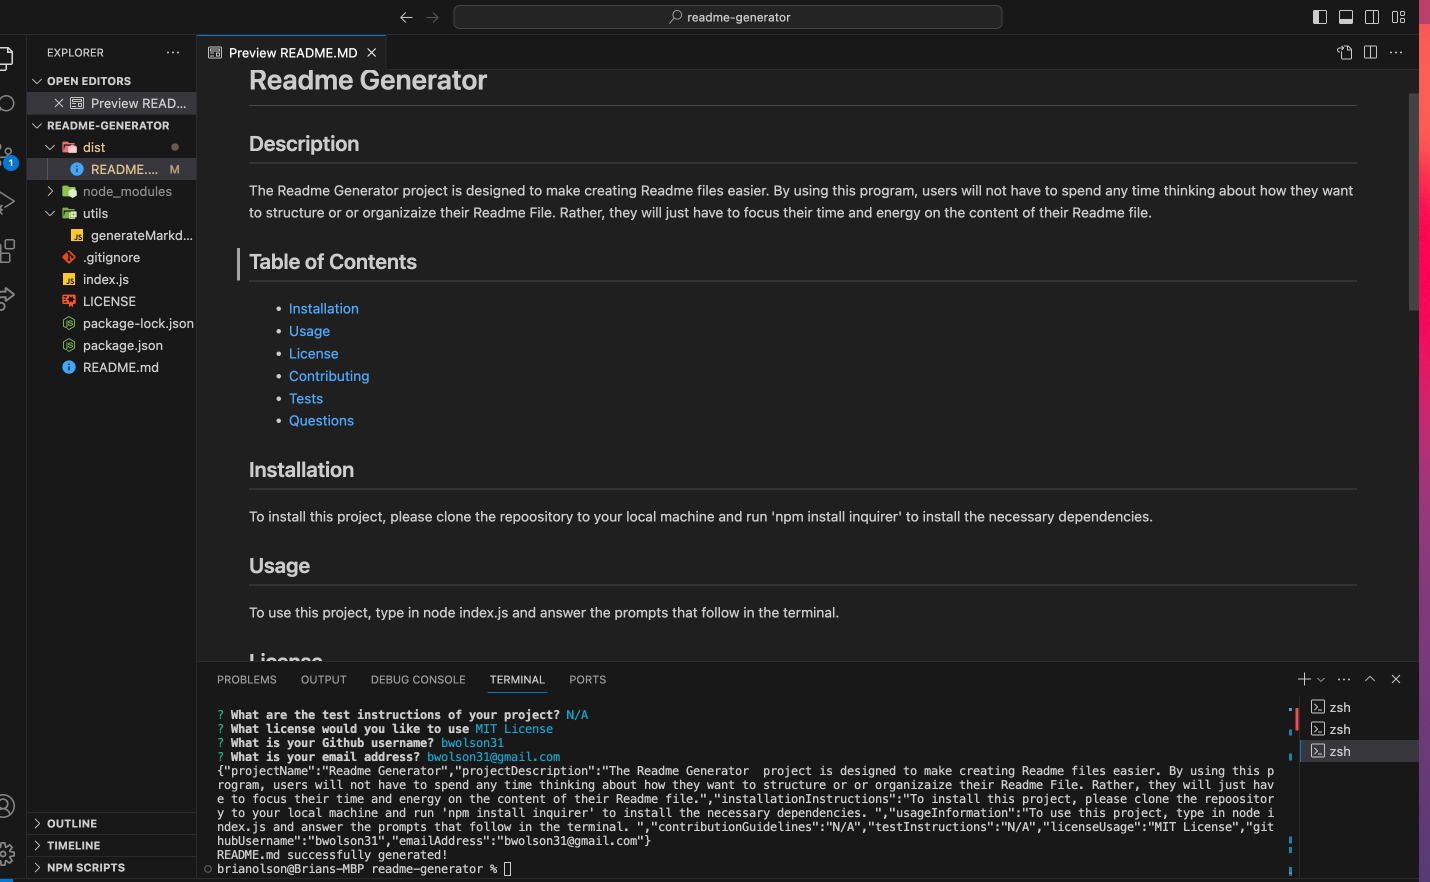 readme-generator
EXPLORER
OPEN EDITORS
Preview READ...
README-GENERATOR
dist
README.... M
node_modules
utils
generateMarkd...
.gitignore
index.js
LICENSE
package-lock.json
package.json
README.md
OUTLINE
TIMELINE
NPM SCRIPTS
1
Preview README.MD
Readme Generator
Description
The Readme Generator project is designed to make creating Readme files easier. By using this program, users will not have to spend any time thinking about how they want
to structure or or organizaize their Readme File. Rather, they will just have to focus their time and energy on the content of their Readme file.
Table of Contents
• Installation
• Usage
• License
• Contributing
• Tests
• Questions
Installation
To install this project, please clone the repoository to your local machine and run 'npm install inquirer' to install the necessary dependencies.
Usage
To use this project, type in node index.js and answer the prompts that follow in the terminal.
License
PROBLEMS OUTPUT DEBUG CONSOLE TERMINAL PORTS
? What are the test instructions of your project? N/A
? What license would you like to use MIT License
? What is your Github username? bwolson31
? What is your email address? bwolson31@gmail.com
{"projectName":"Readme Generator","projectDescription":"The Readme Generator  project is designed to make creating Readme files easier. By using this p
rogram, users will not have to spend any time thinking about how they want to structure or or organizaize their Readme File. Rather, they will just hav
e to focus their time and energy on the content of their Readme file.","installationInstructions":"To install this project, please clone the repoositor
y to your local machine and run 'npm install inquirer' to install the necessary dependencies. ","usageInformation":"To use this project, type in node i
ndex.js and answer the prompts that follow in the terminal. ","contributionGuidelines":"N/A","testInstructions":"N/A","licenseUsage":"MIT License","git
hubUsername":"bwolson31","emailAddress":"bwolson31@gmail.com"}
README.md successfully generated!
brianolson@Brians-MBP readme-generator %
zsh
zsh
zsh